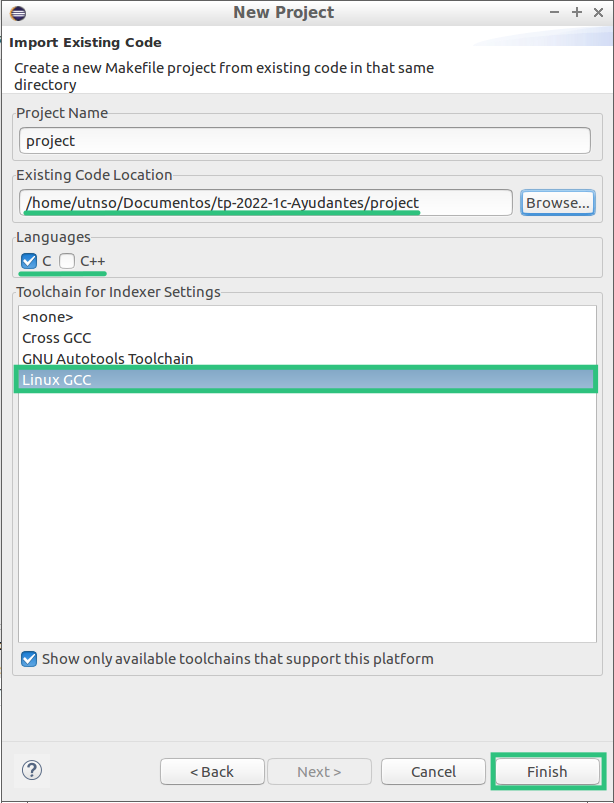 New Project
Import Existing Code
Create a new Makefile project from existing code in that same
directory
Project Name
project
Existing Code Location
/home/utnso/Documentos/tp-2022-1c-Ayudantes/project
Browse...
Languages
C C++
Toolchain for Indexer Settings
<none>
Cross GCC
GNU Autotools Toolchain
Linux GCC
Show only available toolchains that support this platform
? < Back Next > Cancel Finish